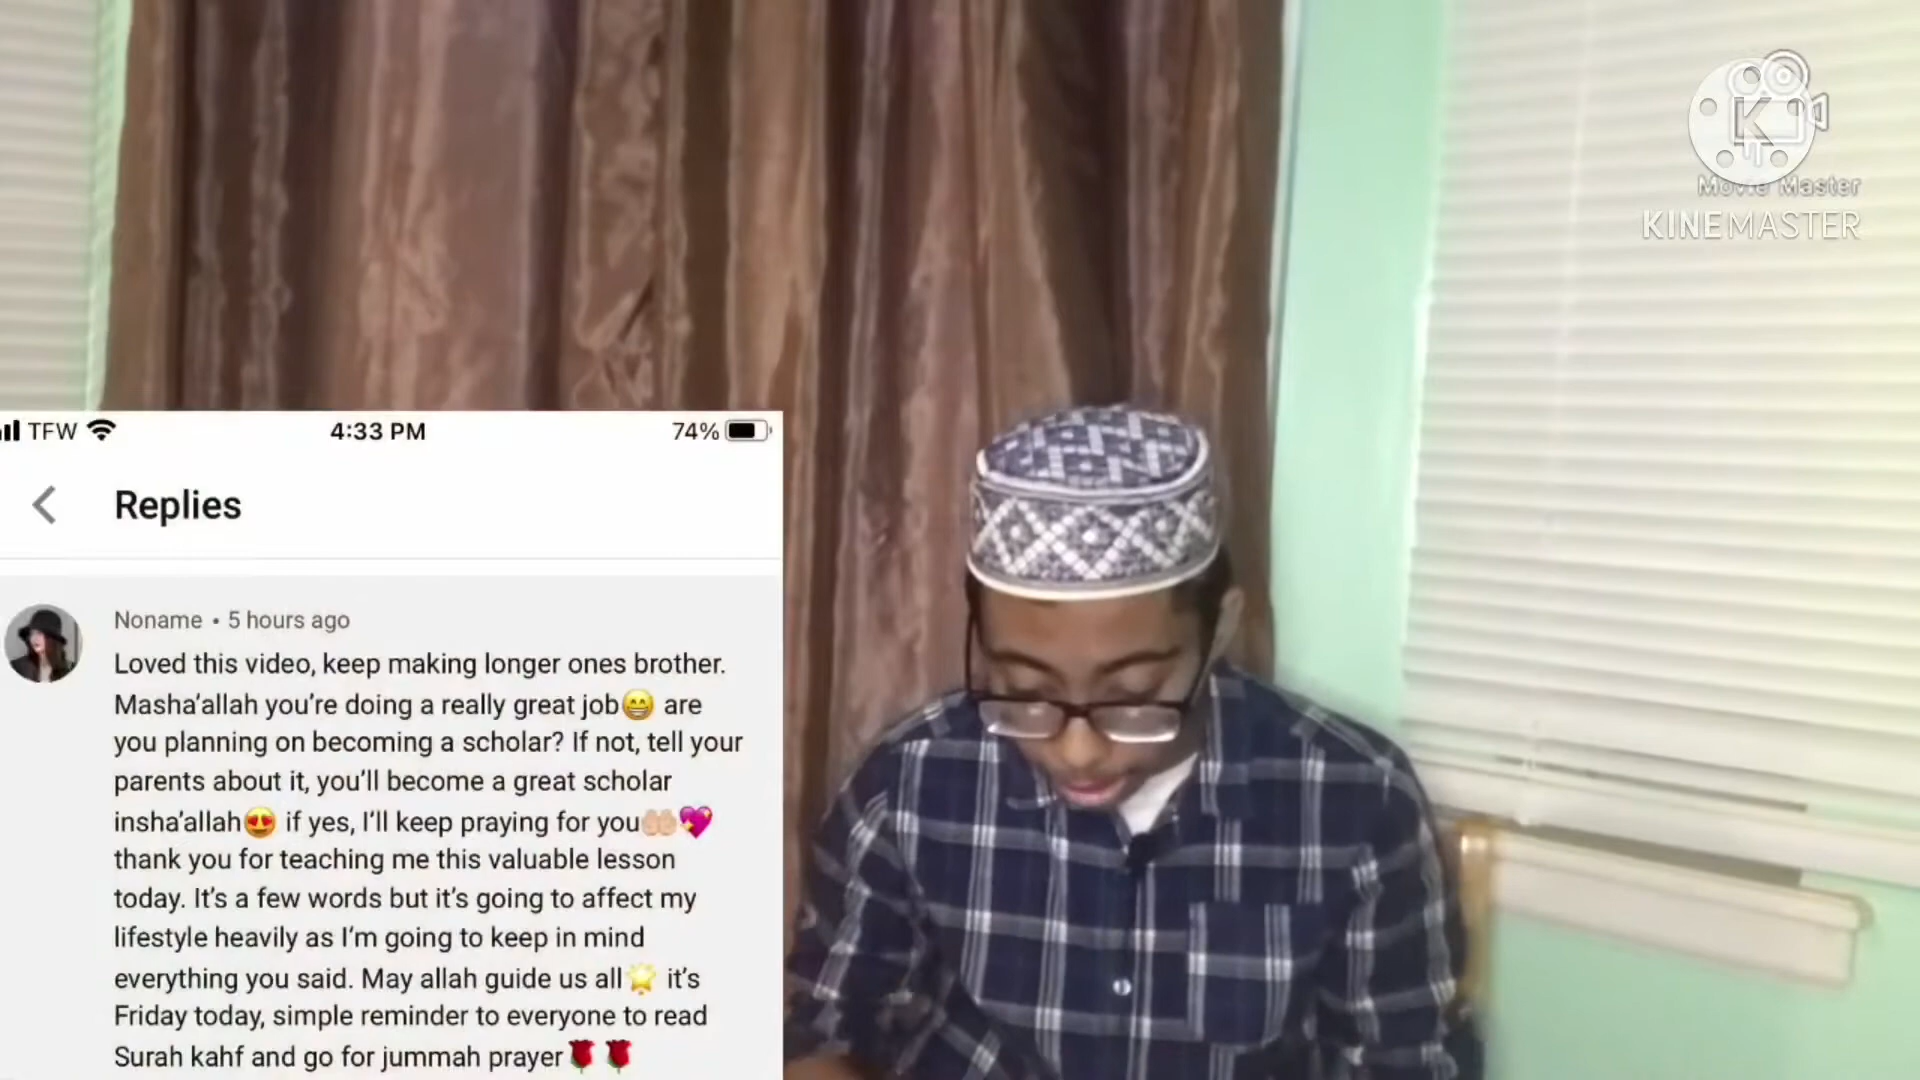 Movie Master
KINEMASTER
TFW 4:33 PM 74%
Replies
Noname • 5 hours ago
Loved this video, keep making longer ones brother.
Masha’allah you’re doing a really great job😁 are
you planning on becoming a scholar? If not, tell your
parents about it, you’ll become a great scholar
insha’allah😍 if yes, I’ll keep praying for you🤲🏻💖
thank you for teaching me this valuable lesson
today. It’s a few words but it’s going to affect my
lifestyle heavily as I’m going to keep in mind
everything you said. May allah guide us all🌟 it’s
Friday today, simple reminder to everyone to read
Surah kahf and go for jummah prayer🌹🌹